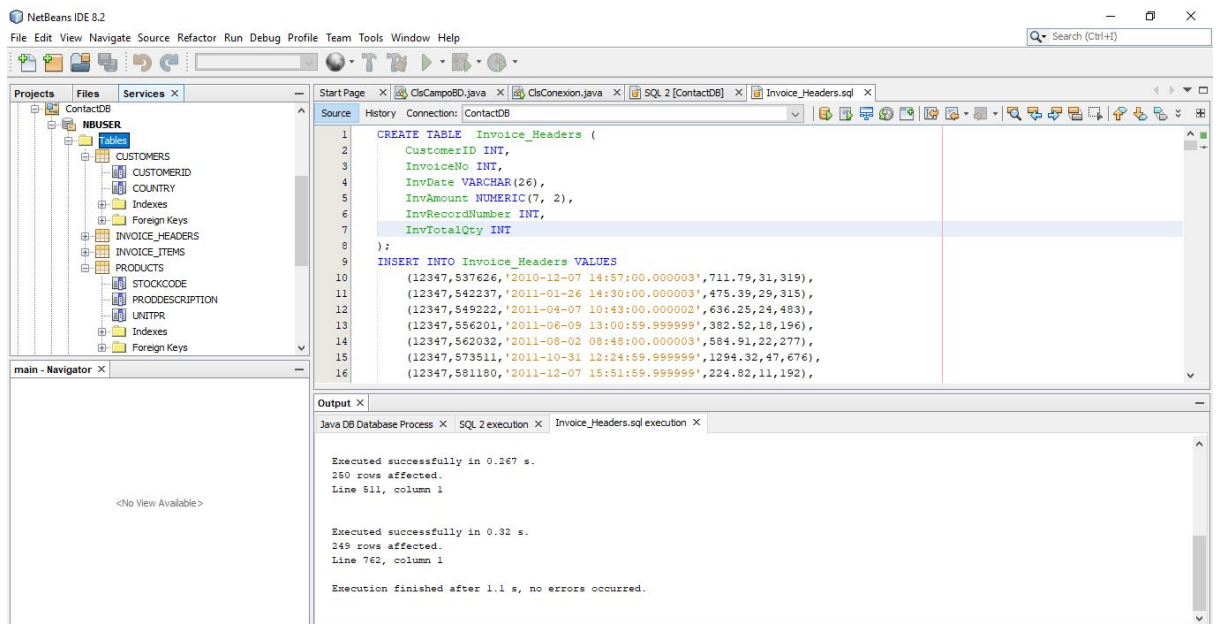 NetBeans IDE 8.2
File Edit View Navigate Source Refactor Run Debug Profile Team Tools Window Help
Search (Ctrl+I)
Projects Files Services
Start Page ClsCampoBD.java ClsConexion.java SQL 2 [ContactDB] Invoice_Headers.sql
ContactDB
NBUSER
Tables
CUSTOMERS
CUSTOMERID
COUNTRY
Indexes
Foreign Keys
INVOICE_HEADERS
INVOICE_ITEMS
PRODUCTS
STOCKCODE
PRODDESCRIPTION
UNITPR
Indexes
Foreign Keys
main - Navigator
<No View Available>
Source History Connection: ContactDB
1 CREATE TABLE Invoice_Headers (
2 CustomerID INT,
3 InvoiceNo INT,
4 InvDate VARCHAR(26),
5 InvAmount NUMERIC(7, 2),
6 InvRecordNumber INT,
7 InvTotalQty INT
8 );
9 INSERT INTO Invoice_Headers VALUES
10 (12347,537626,'2010-12-07 14:57:00.000003',711.79,31,319),
11 (12347,542237,'2011-01-26 14:30:00.000003',475.39,29,315),
12 (12347,549222,'2011-04-07 10:43:00.000002',636.25,24,483),
13 (12347,556201,'2011-06-09 13:00:59.999999',382.52,18,196),
14 (12347,562032,'2011-08-02 08:48:00.000003',584.91,22,277),
15 (12347,573511,'2011-10-31 12:24:59.999999',1294.32,47,676),
16 (12347,581180,'2011-12-07 15:51:59.999999',224.82,11,192),
Output
Java DB Database Process SQL 2 execution Invoice_Headers.sql execution
Executed successfully in 0.267 s.
250 rows affected.
Line 511, column 1
Executed successfully in 0.32 s.
249 rows affected.
Line 762, column 1
Execution finished after 1.1 s, no errors occurred.